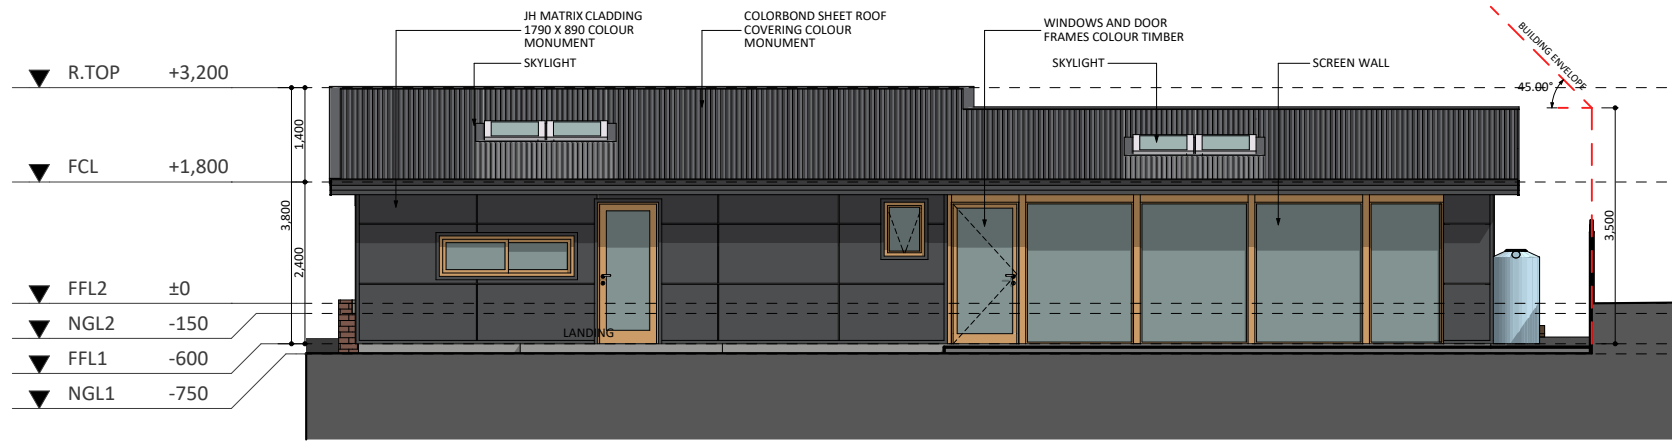 JH MATRIX CLADDING
1790 X 890 COLOUR
MONUMENT
SKYLIGHT
COLORBOND SHEET ROOF
COVERING COLOUR
MONUMENT
WINDOWS AND DOOR
FRAMES COLOUR TIMBER
SKYLIGHT
SCREEN WALL
BUILDING ENVELOPE
45.00°
R.TOP +3,200
FCL +1,800
FFL2 ±0
NGL2 -150
FFL1 -600
NGL1 -750
1,400
3,800
2,400
3,500
LANDING